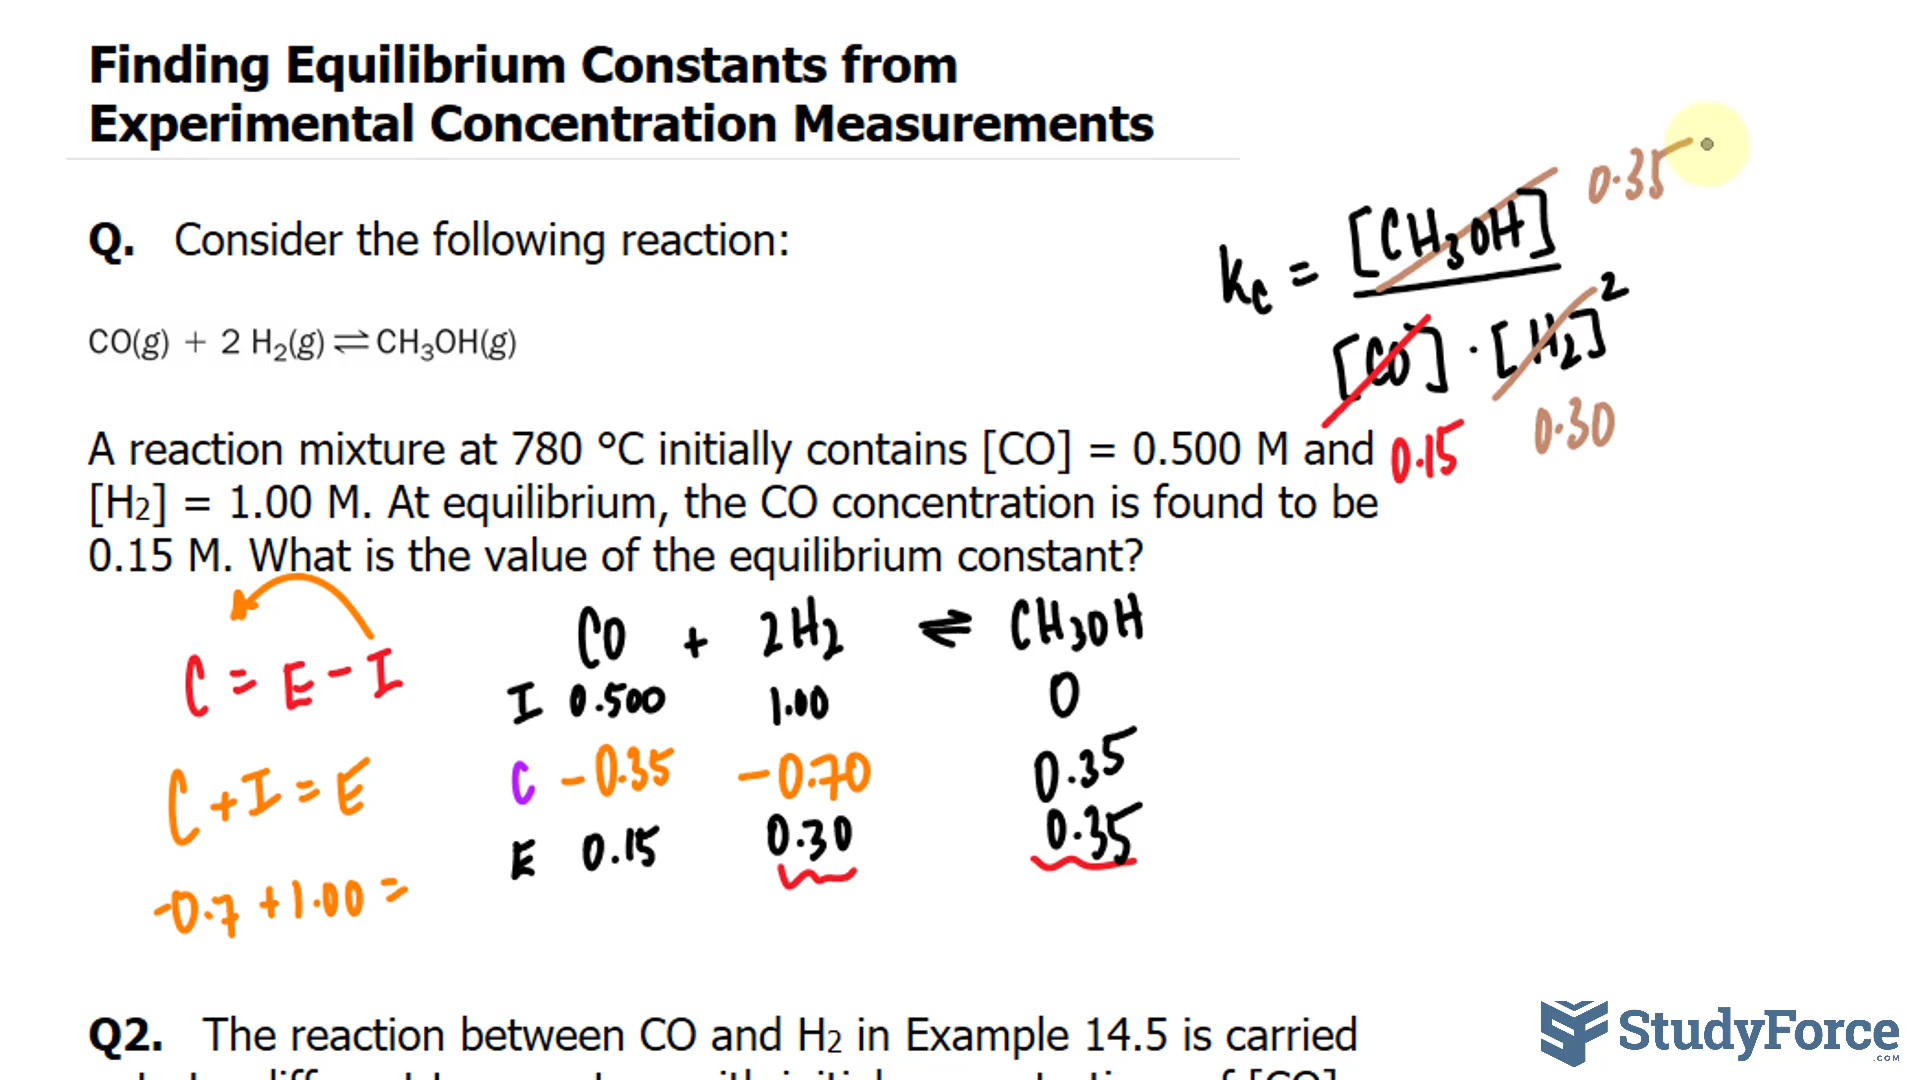 Finding Equilibrium Constants from
Experimental Concentration Measurements
Q. Consider the following reaction:
CO(g) + 2 H₂(g) ⇌ CH₃OH(g)
A reaction mixture at 780 °C initially contains [CO] = 0.500 M and
[H₂] = 1.00 M. At equilibrium, the CO concentration is found to be
0.15 M. What is the value of the equilibrium constant?
kc = [CH₃OH] 0.35
[CO] · [H₂]²
0.15 0.30
C = E - I
C + I = E
-0.7 + 1.00 =
CO + 2H₂ ⇌ CH₃OH
I 0.500 1.00 0
C -0.35 -0.70 0.35
E 0.15 0.30 0.35
Q2. The reaction between CO and H₂ in Example 14.5 is carried
StudyForce
.COM